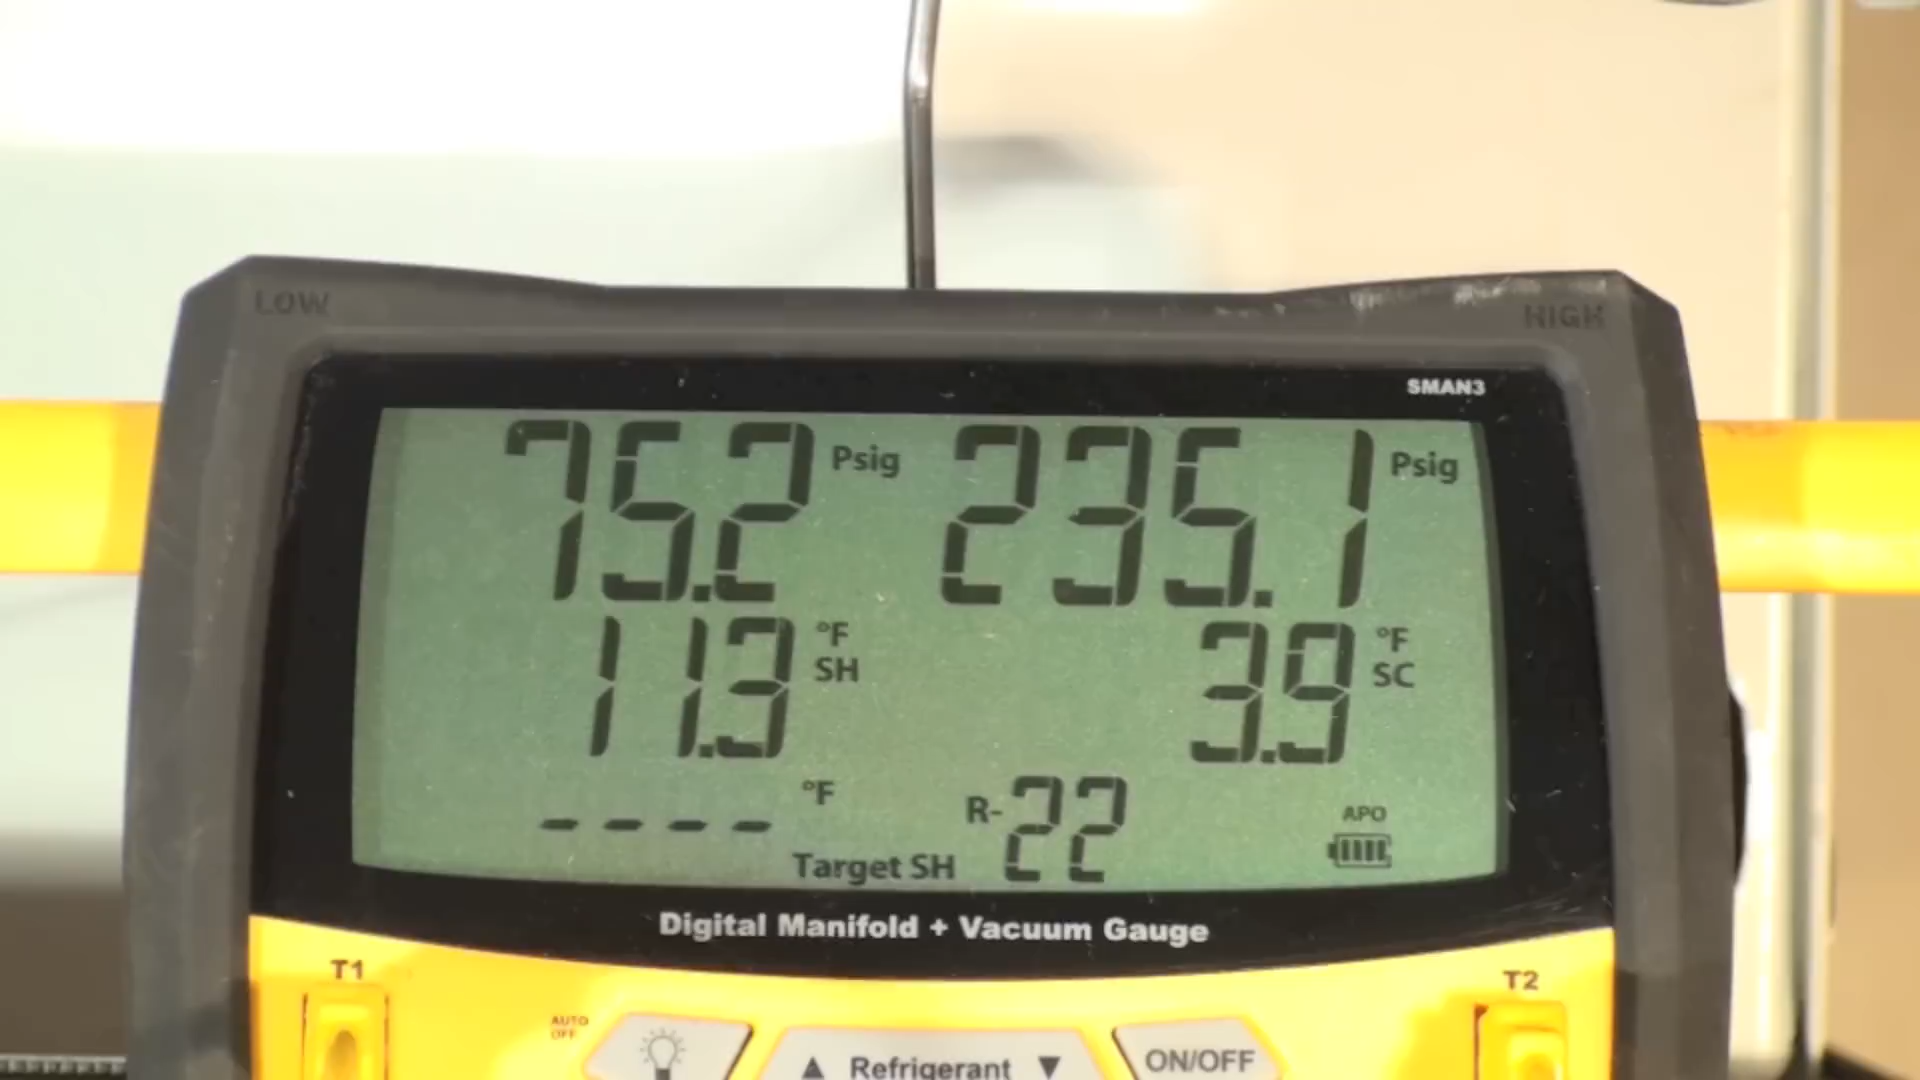 LOW HIGH
SMAN3
75.2 Psig 235.1 Psig
11.3 °F SH 3.9 °F SC
---- °F
Target SH R-22 APO
Digital Manifold + Vacuum Gauge
T1 T2
AUTO OFF
▲ Refrigerant ▼ ON/OFF